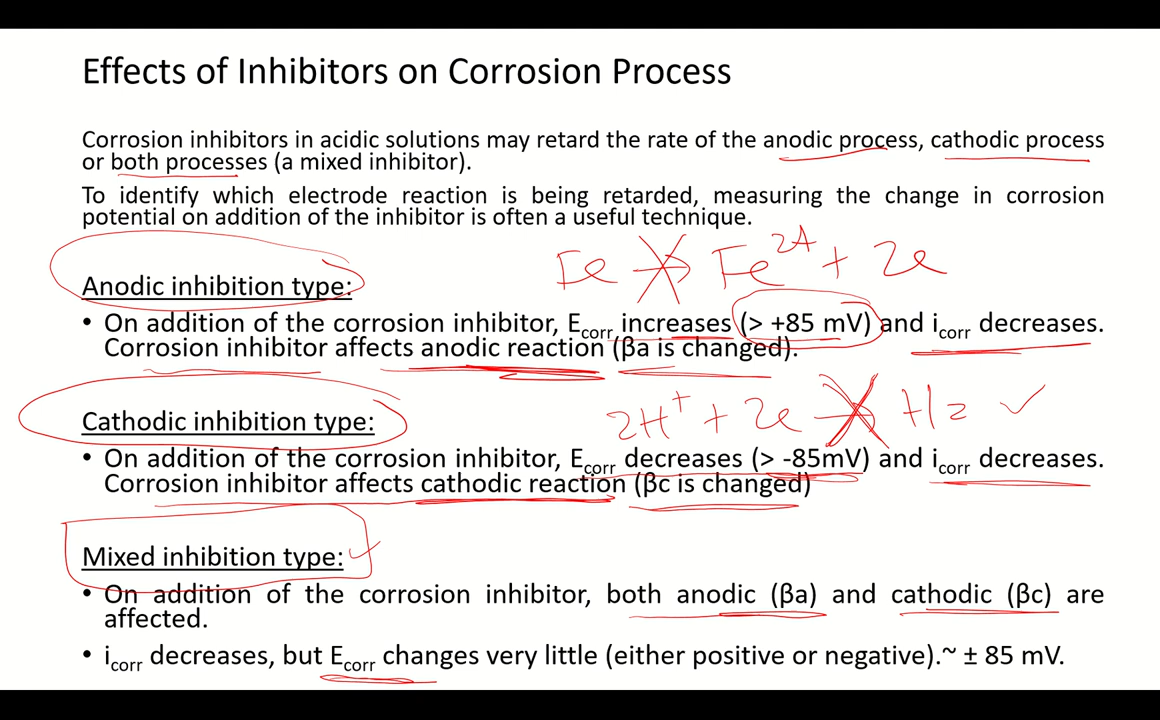 Effects of Inhibitors on Corrosion Process
Corrosion inhibitors in acidic solutions may retard the rate of the anodic process, cathodic process
or both processes (a mixed inhibitor).
To identify which electrode reaction is being retarded, measuring the change in corrosion
potential on addition of the inhibitor is often a useful technique.
Fe → Fe2+ + 2e
Anodic inhibition type:
• On addition of the corrosion inhibitor, Ecorr increases (> +85 mV) and icorr decreases.
Corrosion inhibitor affects anodic reaction (βa is changed).
2H+ + 2e → H2 ✓
Cathodic inhibition type:
• On addition of the corrosion inhibitor, Ecorr decreases (> -85mV) and icorr decreases.
Corrosion inhibitor affects cathodic reaction (βc is changed)
Mixed inhibition type:
• On addition of the corrosion inhibitor, both anodic (βa) and cathodic (βc) are
affected.
• icorr decreases, but Ecorr changes very little (either positive or negative).~ ± 85 mV.